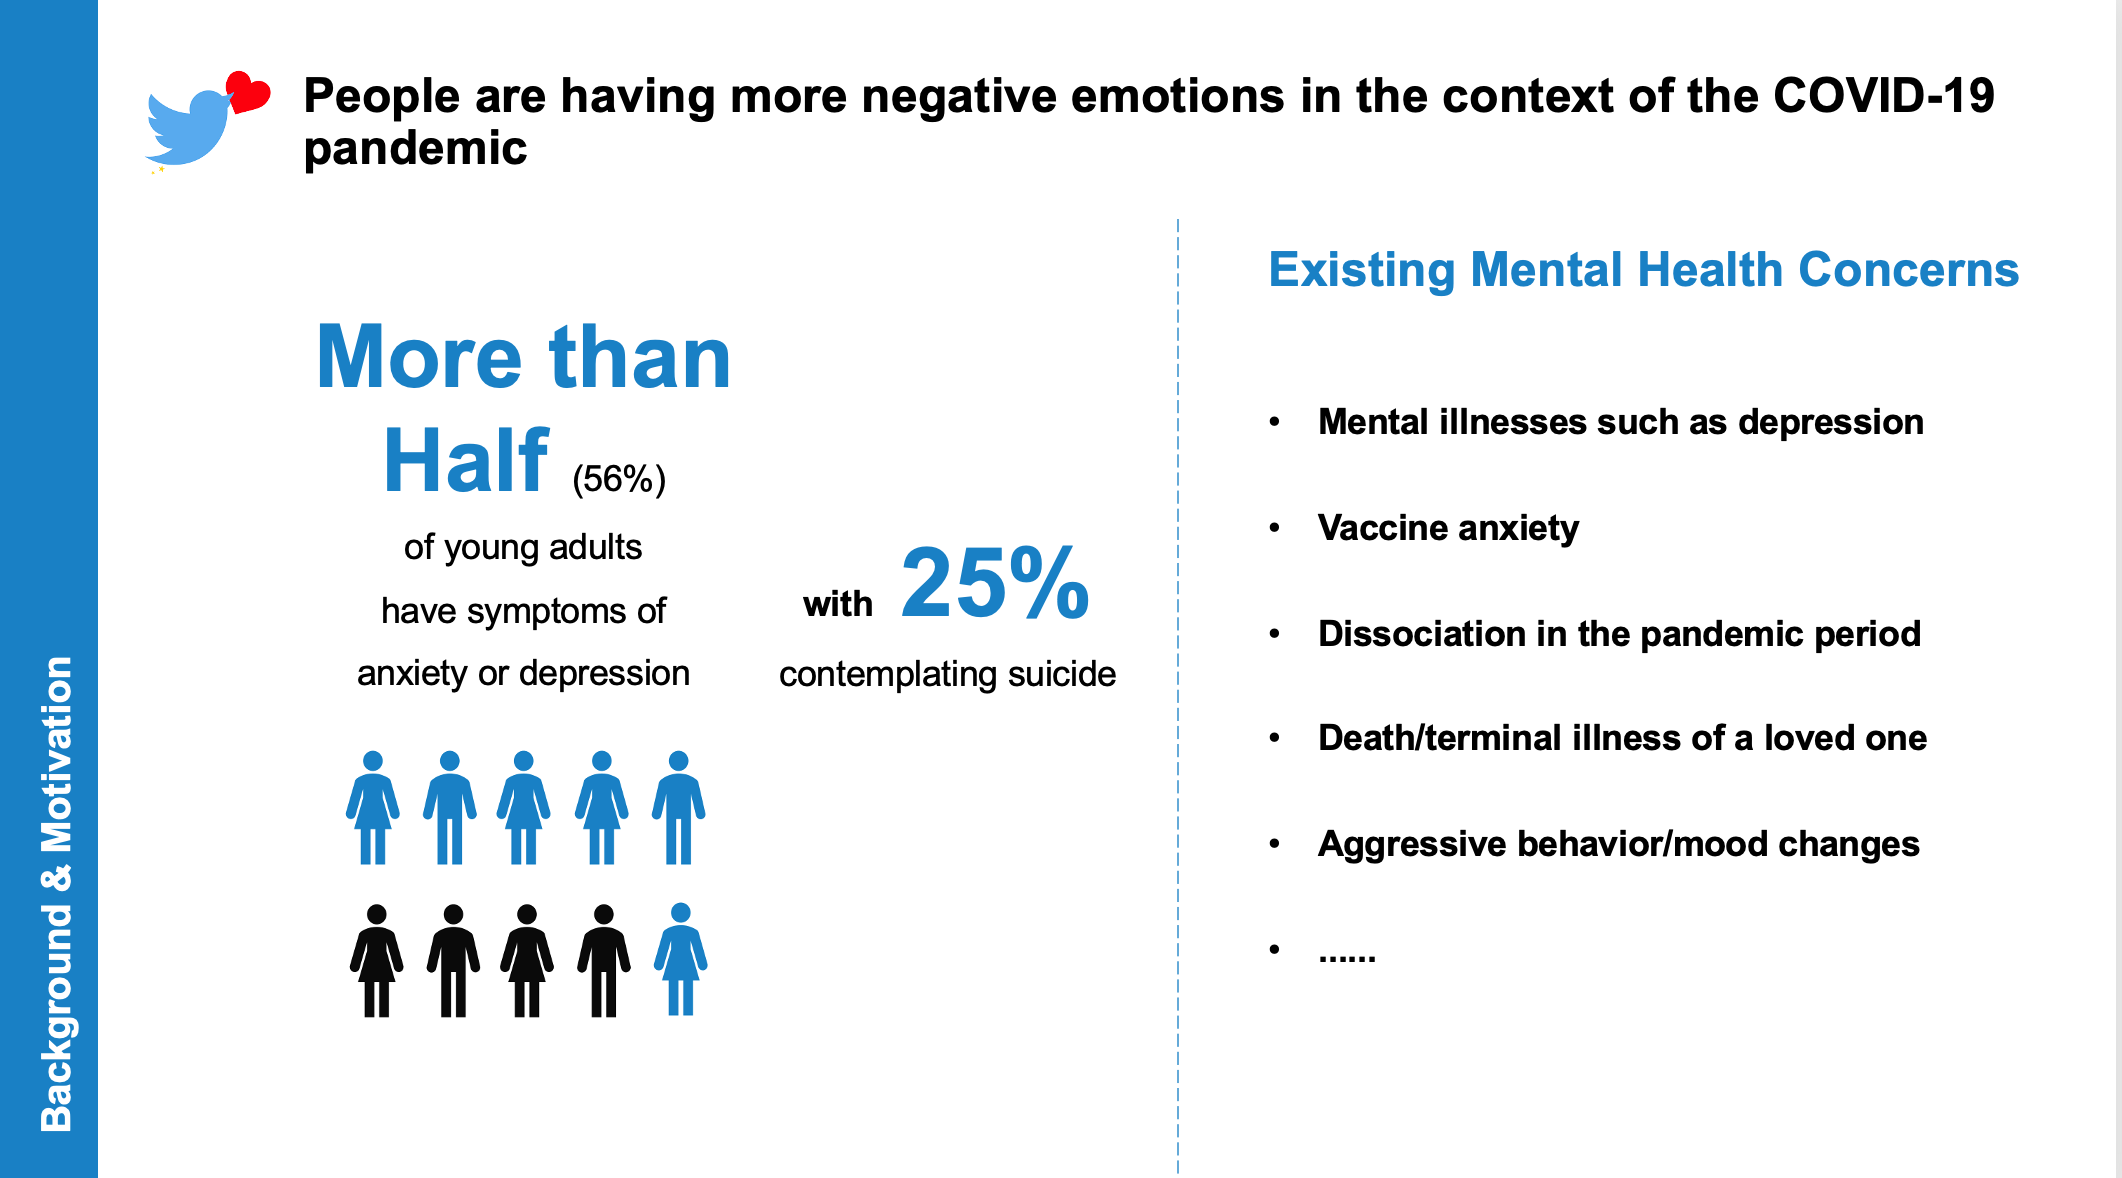 People are having more negative emotions in the context of the COVID-19
pandemic
More than
Half (56%)
of young adults
have symptoms of
anxiety or depression
with 25%
contemplating suicide
Existing Mental Health Concerns
• Mental illnesses such as depression
• Vaccine anxiety
• Dissociation in the pandemic period
• Death/terminal illness of a loved one
• Aggressive behavior/mood changes
• ......
Background & Motivation